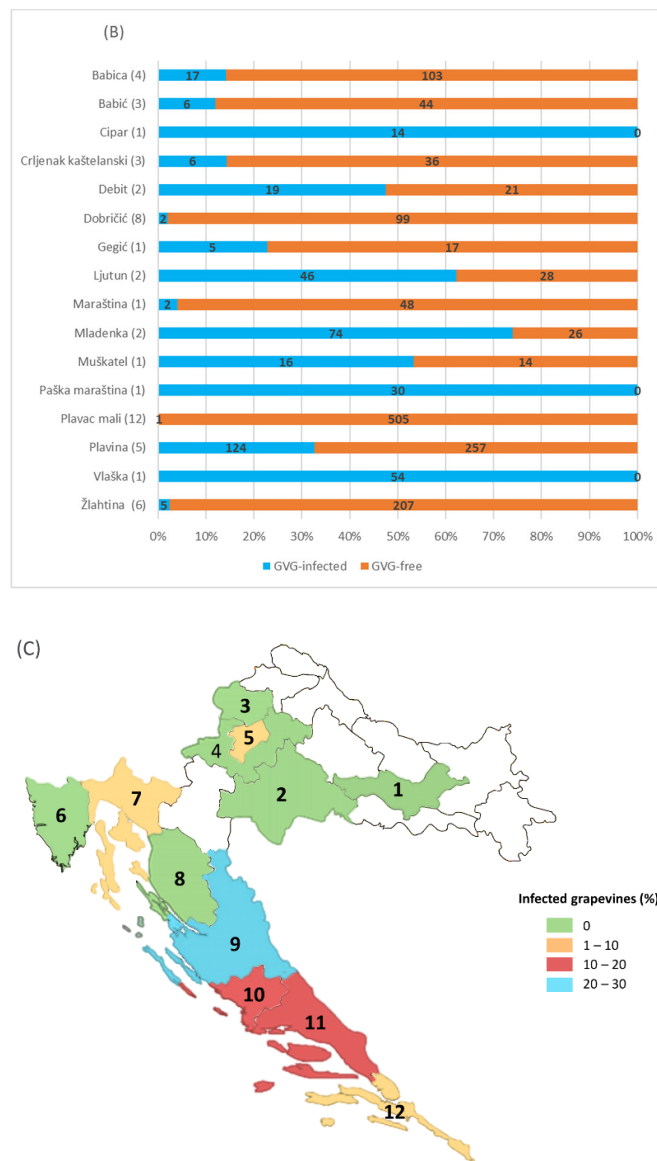 (B)
Babica (4) 17 103
Babić (3) 6 44
Cipar (1) 14 0
Crljenak kaštelanski (3) 6 36
Debit (2) 19 21
Dobričić (8) 2 99
Gegić (1) 5 17
Ljutun (2) 46 28
Maraština (1) 2 48
Mladenka (2) 74 26
Muškatel (1) 16 14
Paška maraština (1) 30 0
Plavac mali (12) 1 505
Plavina (5) 124 257
Vlaška (1) 54 0
Žlahtina (6) 5 207
0% 10% 20% 30% 40% 50% 60% 70% 80% 90% 100%
GVG-infected GVG-free
(C)
3
5
4
2
1
7
6
8
9
10
11
12
Infected grapevines (%)
0
1 – 10
10 – 20
20 – 30